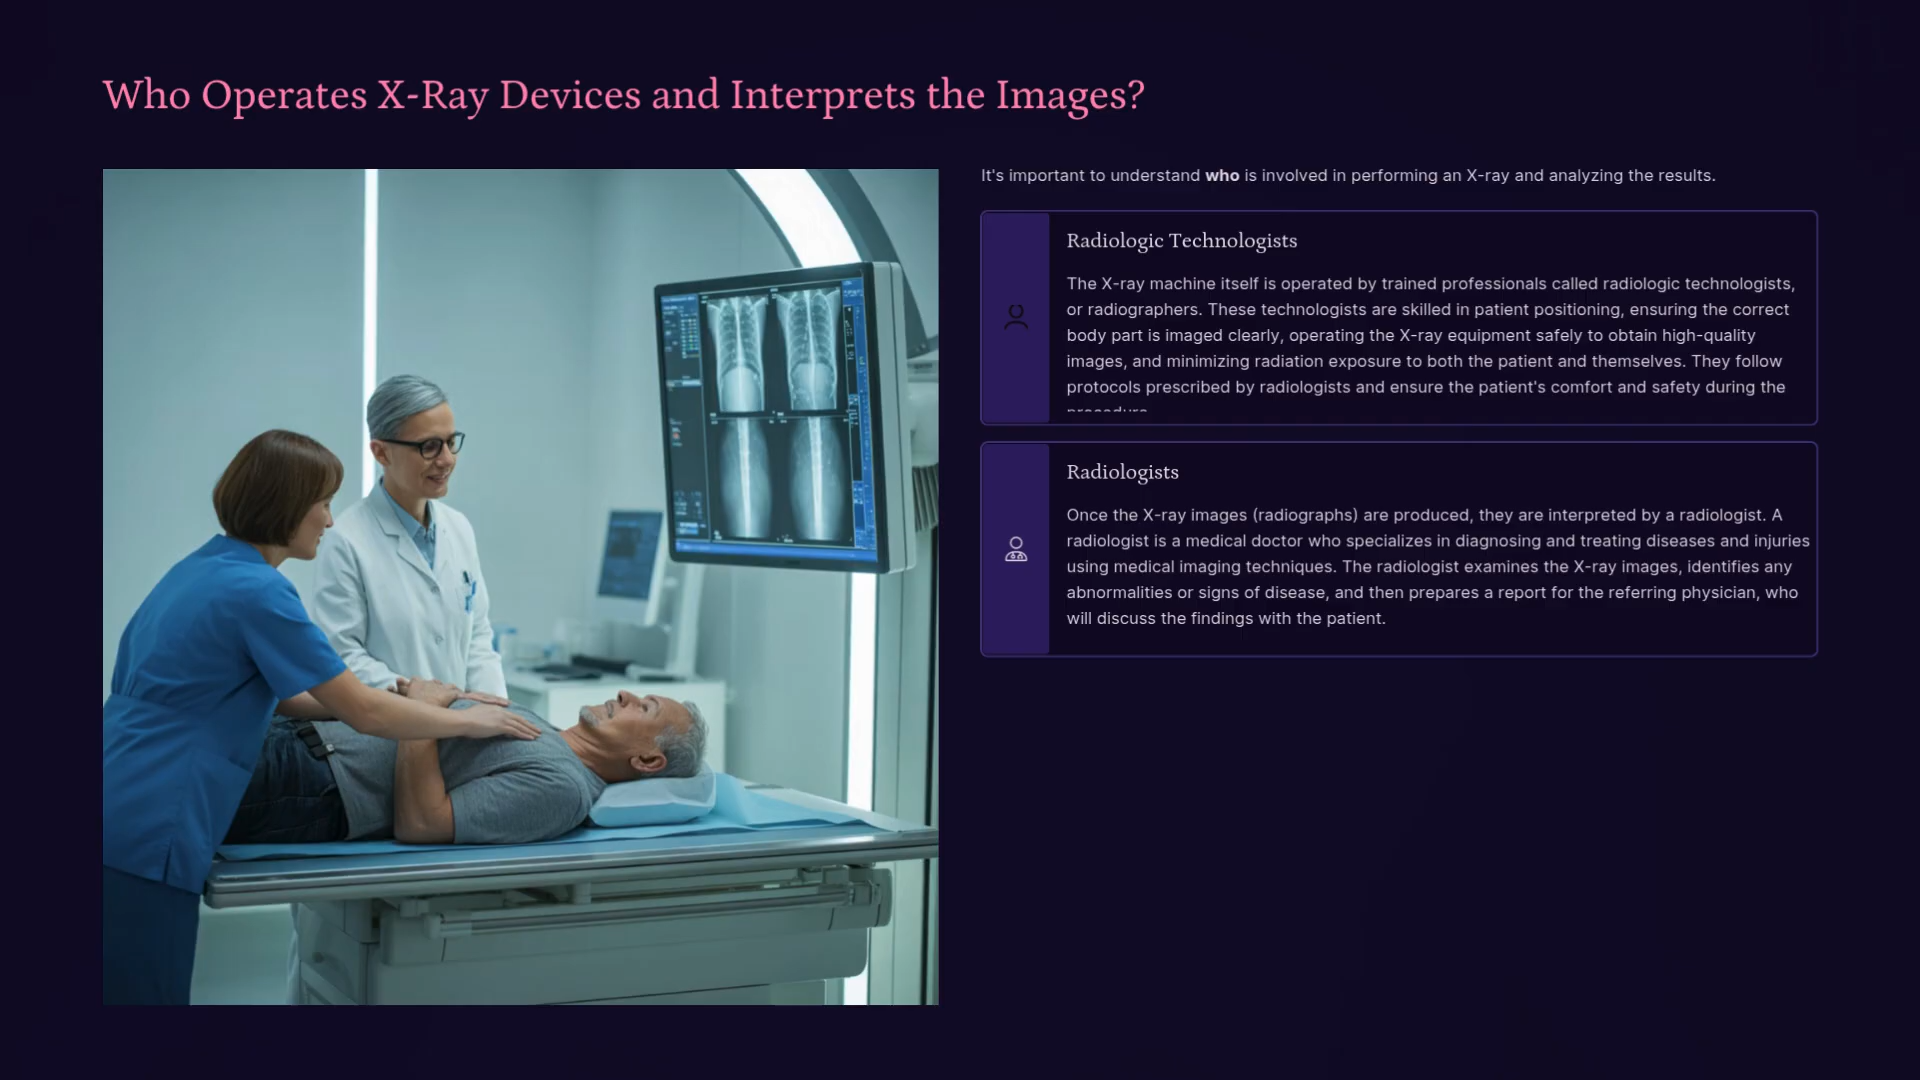 Who Operates X-Ray Devices and Interprets the Images?
It's important to understand who is involved in performing an X-ray and analyzing the results.
Radiologic Technologists
The X-ray machine itself is operated by trained professionals called radiologic technologists,
or radiographers. These technologists are skilled in patient positioning, ensuring the correct
body part is imaged clearly, operating the X-ray equipment safely to obtain high-quality
images, and minimizing radiation exposure to both the patient and themselves. They follow
protocols prescribed by radiologists and ensure the patient's comfort and safety during the
Radiologists
Once the X-ray images (radiographs) are produced, they are interpreted by a radiologist. A
radiologist is a medical doctor who specializes in diagnosing and treating diseases and injuries
using medical imaging techniques. The radiologist examines the X-ray images, identifies any
abnormalities or signs of disease, and then prepares a report for the referring physician, who
will discuss the findings with the patient.